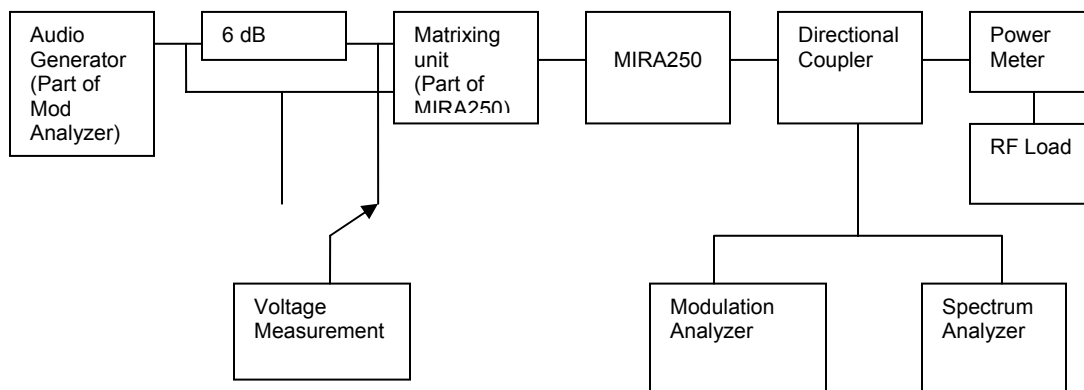 Audio
Generator
(Part of
Mod
Analyzer)
6 dB
Matrixing
unit
(Part of
MIRA250)
MIRA250
Directional
Coupler
Power
Meter
RF Load
Voltage
Measurement
Modulation
Analyzer
Spectrum
Analyzer